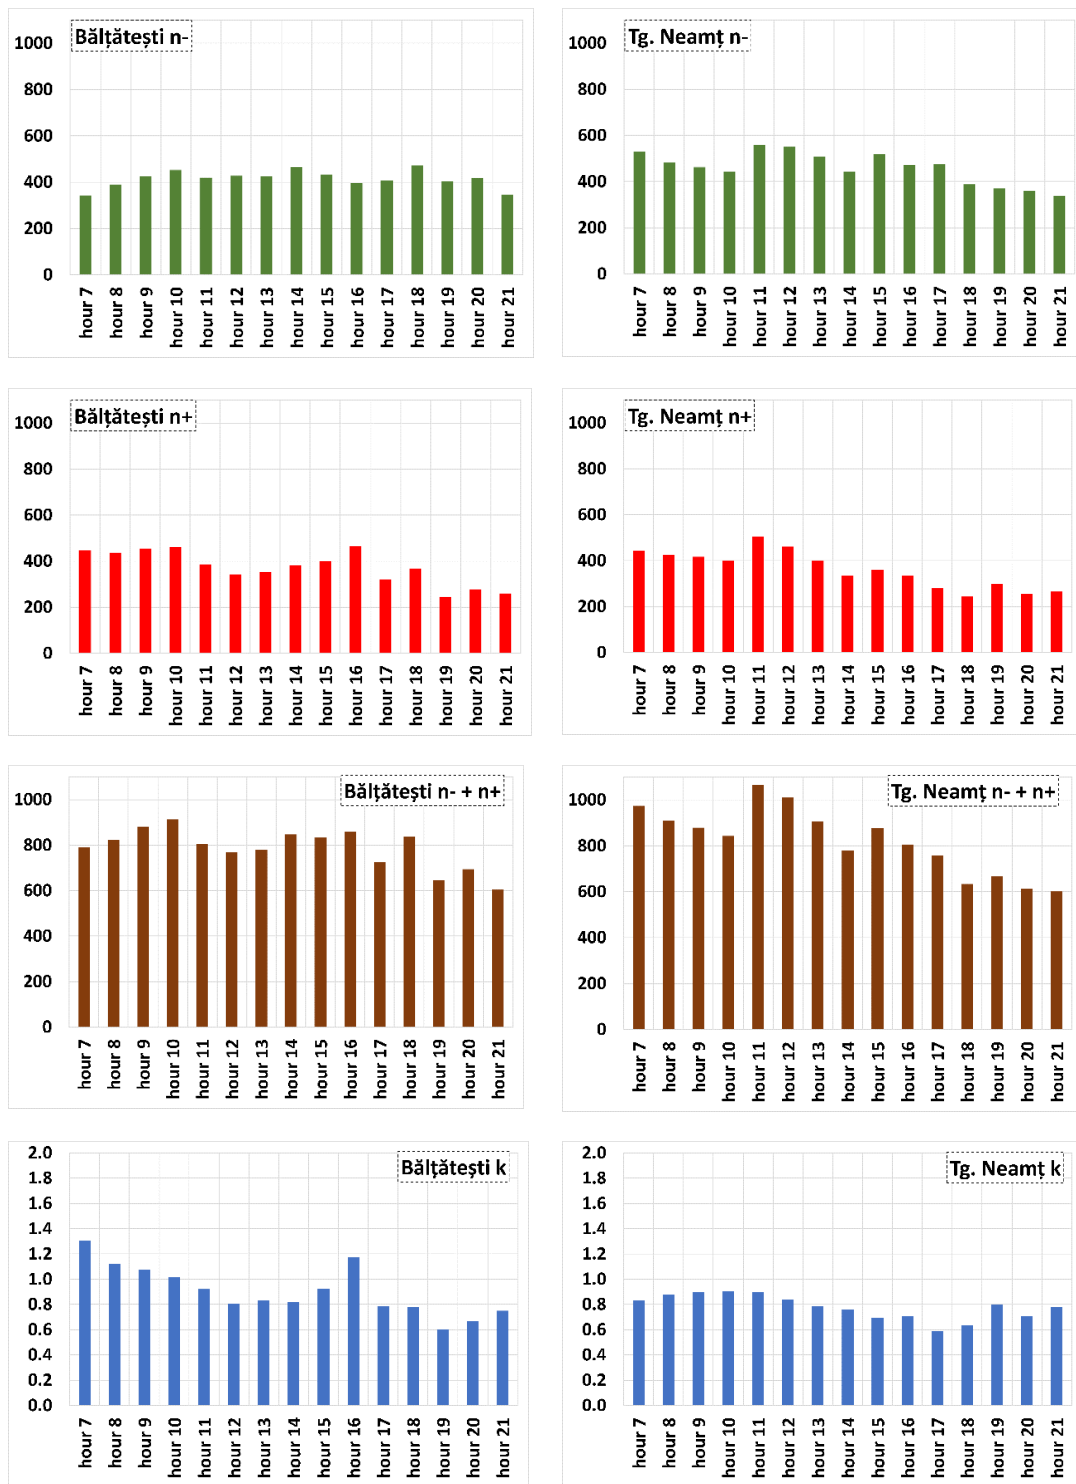 Bălțătești n-
1000
800
600
400
200
0
hour 7
hour 8
hour 9
hour 10
hour 11
hour 12
hour 13
hour 14
hour 15
hour 16
hour 17
hour 18
hour 19
hour 20
hour 21
Tg. Neamț n-
1000
800
600
400
200
0
hour 7
hour 8
hour 9
hour 10
hour 11
hour 12
hour 13
hour 14
hour 15
hour 16
hour 17
hour 18
hour 19
hour 20
hour 21
Bălțătești n+
1000
800
600
400
200
0
hour 7
hour 8
hour 9
hour 10
hour 11
hour 12
hour 13
hour 14
hour 15
hour 16
hour 17
hour 18
hour 19
hour 20
hour 21
Tg. Neamț n+
1000
800
600
400
200
0
hour 7
hour 8
hour 9
hour 10
hour 11
hour 12
hour 13
hour 14
hour 15
hour 16
hour 17
hour 18
hour 19
hour 20
hour 21
Bălțătești n- + n+
1000
800
600
400
200
0
hour 7
hour 8
hour 9
hour 10
hour 11
hour 12
hour 13
hour 14
hour 15
hour 16
hour 17
hour 18
hour 19
hour 20
hour 21
Tg. Neamț n- + n+
1000
800
600
400
200
0
hour 7
hour 8
hour 9
hour 10
hour 11
hour 12
hour 13
hour 14
hour 15
hour 16
hour 17
hour 18
hour 19
hour 20
hour 21
Bălțătești k
2.0
1.8
1.6
1.4
1.2
1.0
0.8
0.6
0.4
0.2
0.0
hour 7
hour 8
hour 9
hour 10
hour 11
hour 12
hour 13
hour 14
hour 15
hour 16
hour 17
hour 18
hour 19
hour 20
hour 21
Tg. Neamț k
2.0
1.8
1.6
1.4
1.2
1.0
0.8
0.6
0.4
0.2
0.0
hour 7
hour 8
hour 9
hour 10
hour 11
hour 12
hour 13
hour 14
hour 15
hour 16
hour 17
hour 18
hour 19
hour 20
hour 21